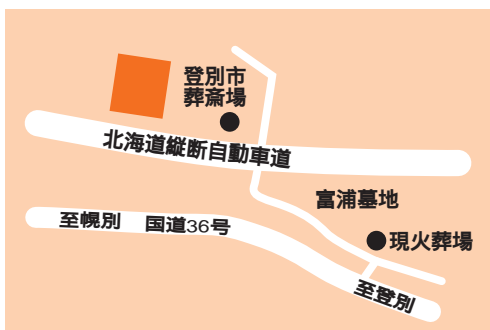 登別市
葬斎場
北海道縦断自動車道
富浦墓地
至幌別 国道36号
現火葬場
至登別